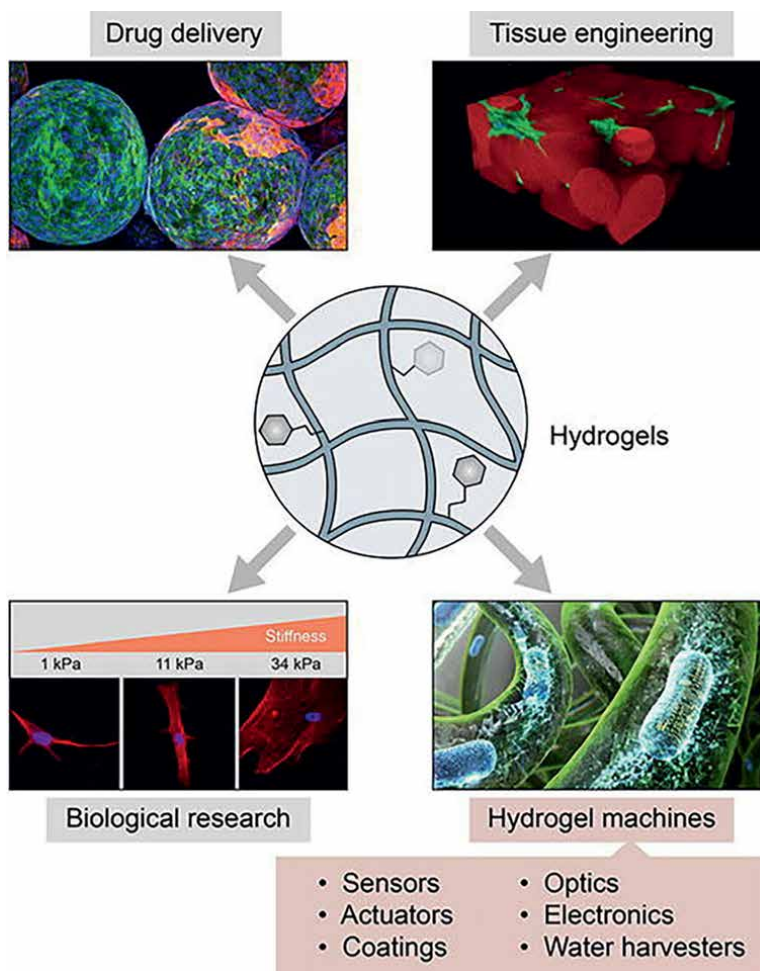 Drug delivery
Tissue engineering
Hydrogels
Stiffness
1 kPa
11 kPa
34 kPa
Biological research
Hydrogel machines
• Sensors
• Actuators
• Coatings
• Optics
• Electronics
• Water harvesters